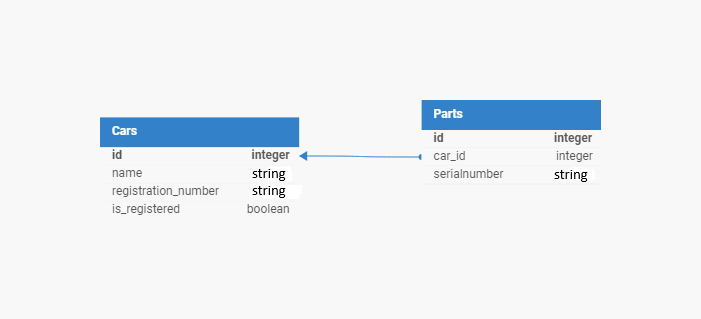 Cars
id integer
name string
registration_number string
is_registered boolean
Parts
id integer
car_id integer
serialnumber string